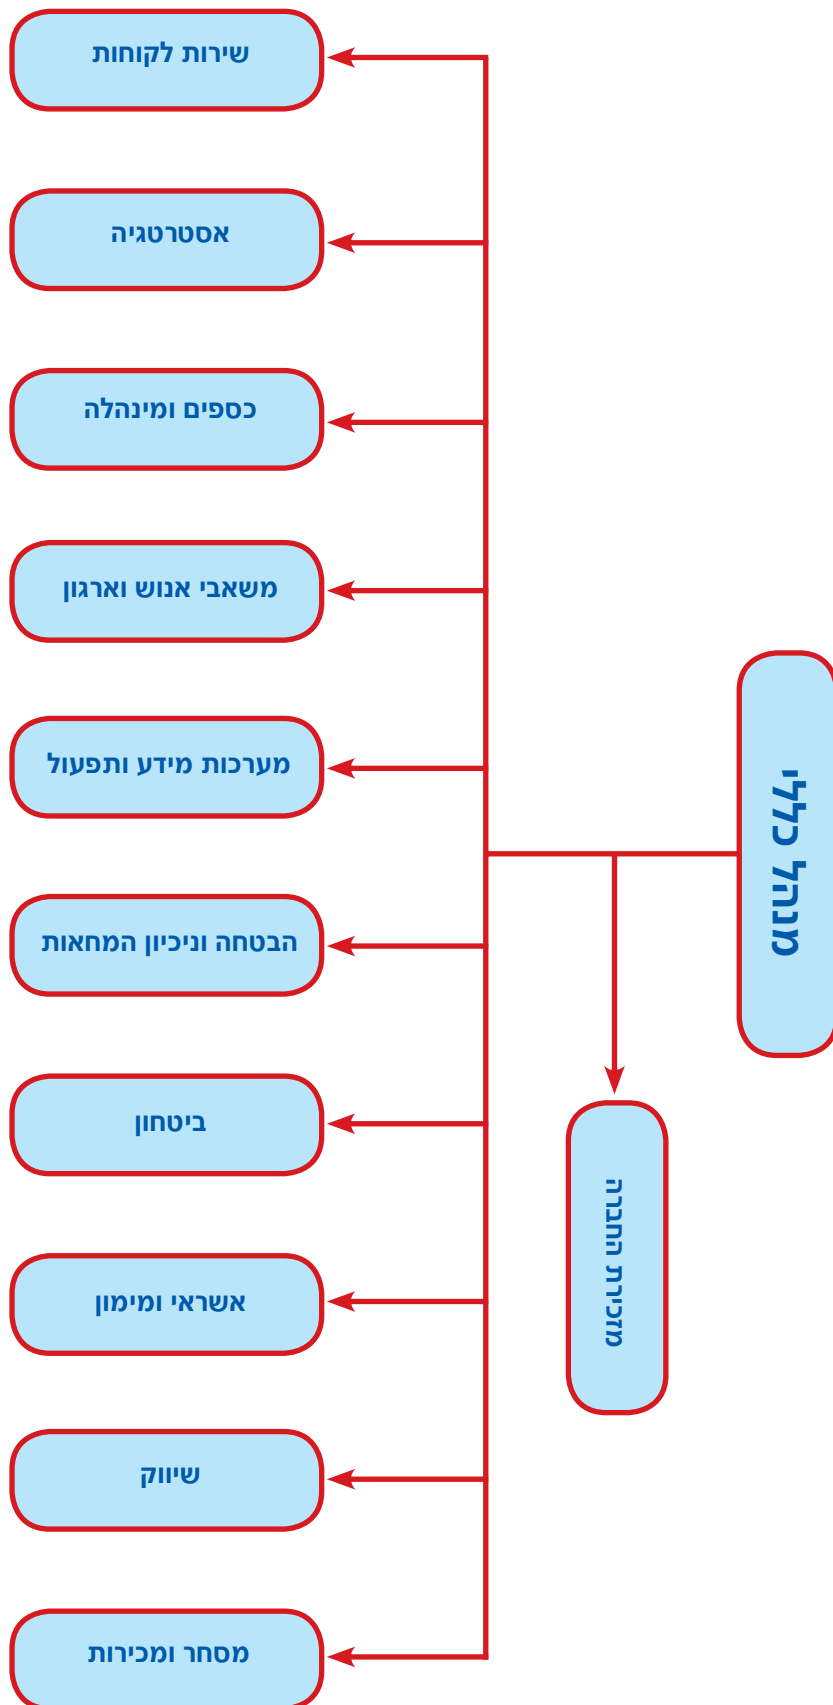 שירות לקוחות
אסטרטגיה
כספים ומינהלה
משאבי אנוש וארגון
מערכות מידע ותפעול
הבטחה וניכיון המחאות
ביטחון
אשראי ומימון
שיווק
מסחר ומכירות
מנהל כללי
מזכירת החברה